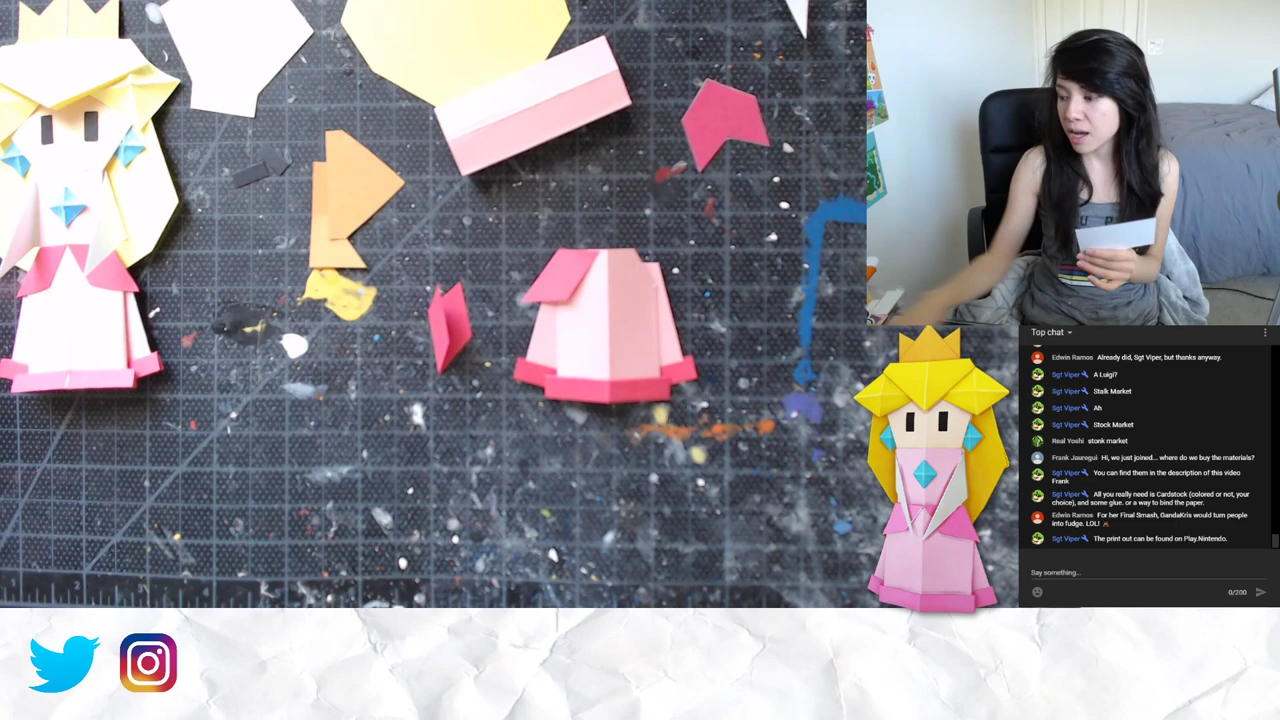 UP
Top chat
Edwin Ramos Already did, Sgt Viper, but thanks anyway.
Sgt Viper A Luigi?
Sgt Viper Stalk Market
Sgt Viper Ah
Sgt Viper Stock Market
Real Yoshi stonk market
Frank Jauregui Hi, we just joined... where do we buy the materials?
Sgt Viper You can find them in the description of this video
Frank
Sgt Viper All you really need is Cardstock (colored or not, your
choice), and some glue. or a way to bind the paper.
Edwin Ramos For her Final Smash, GandaKris would turn people
into fudge. LOL!
Sgt Viper The print out can be found on Play.Nintendo.
Say something...
0/200
1 2 4